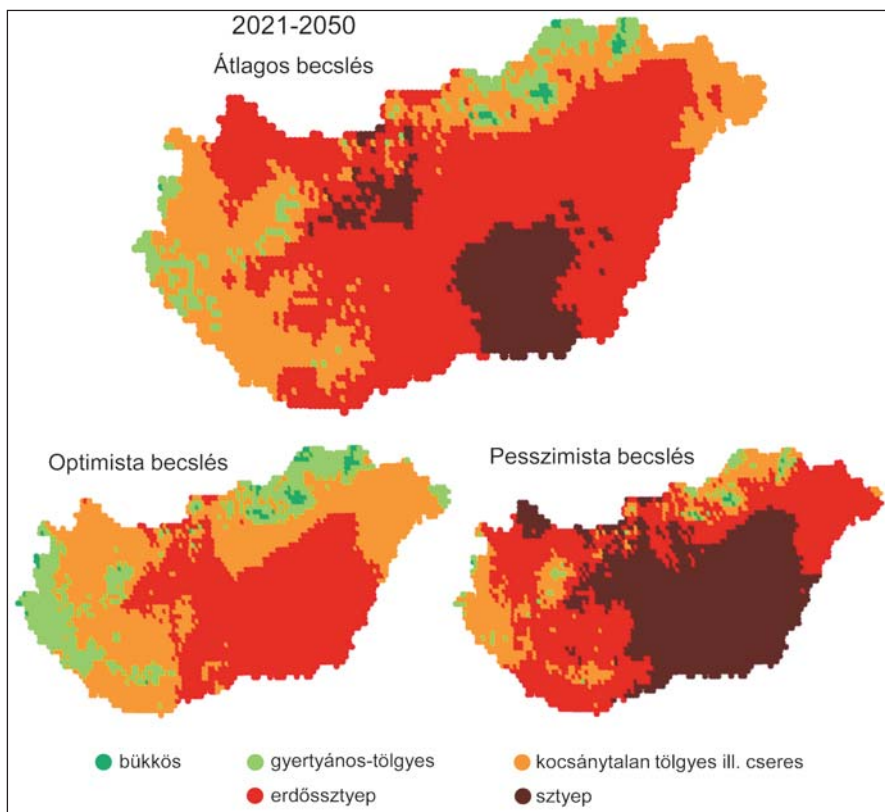 2021-2050
Átlagos becslés
Optimista becslés
Pesszimista becslés
bükkös
gyertyános-tölgyes
kocsánytalan tölgyes ill. cseres
erdőssztyep
sztyep